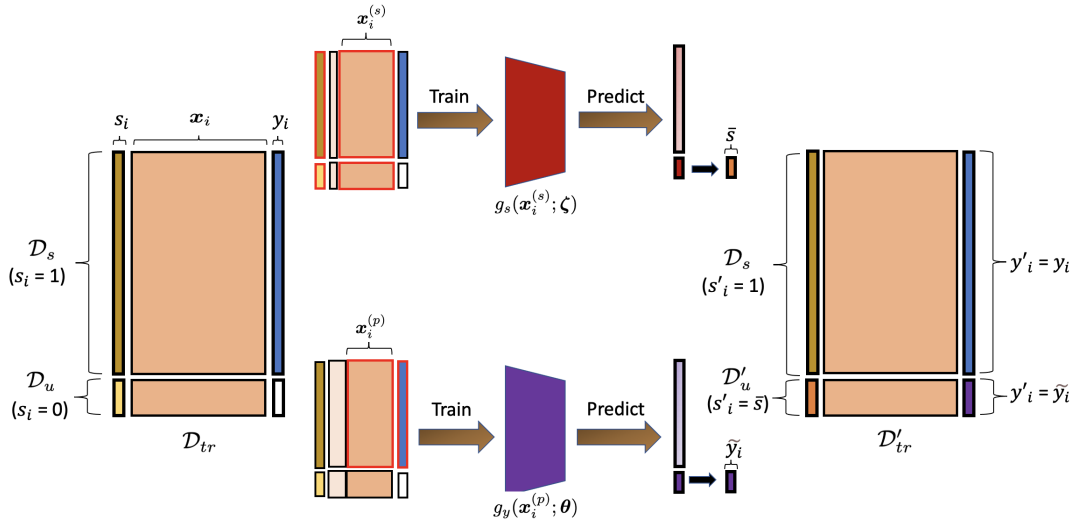 s_i
x_i
y_i
D_s
(s_i = 1)
D_u
(s_i = 0)
D_tr
x_i^(s)
Train
Predict
s̄
g_s(x_i^(s); ζ)
x_i^(p)
Train
Predict
ỹ_i
g_y(x_i^(p); θ)
D_s
(s'_i = 1)
D'_u
(s'_i = s̄)
D'_tr
y'_i = y_i
y'_i = ỹ_i